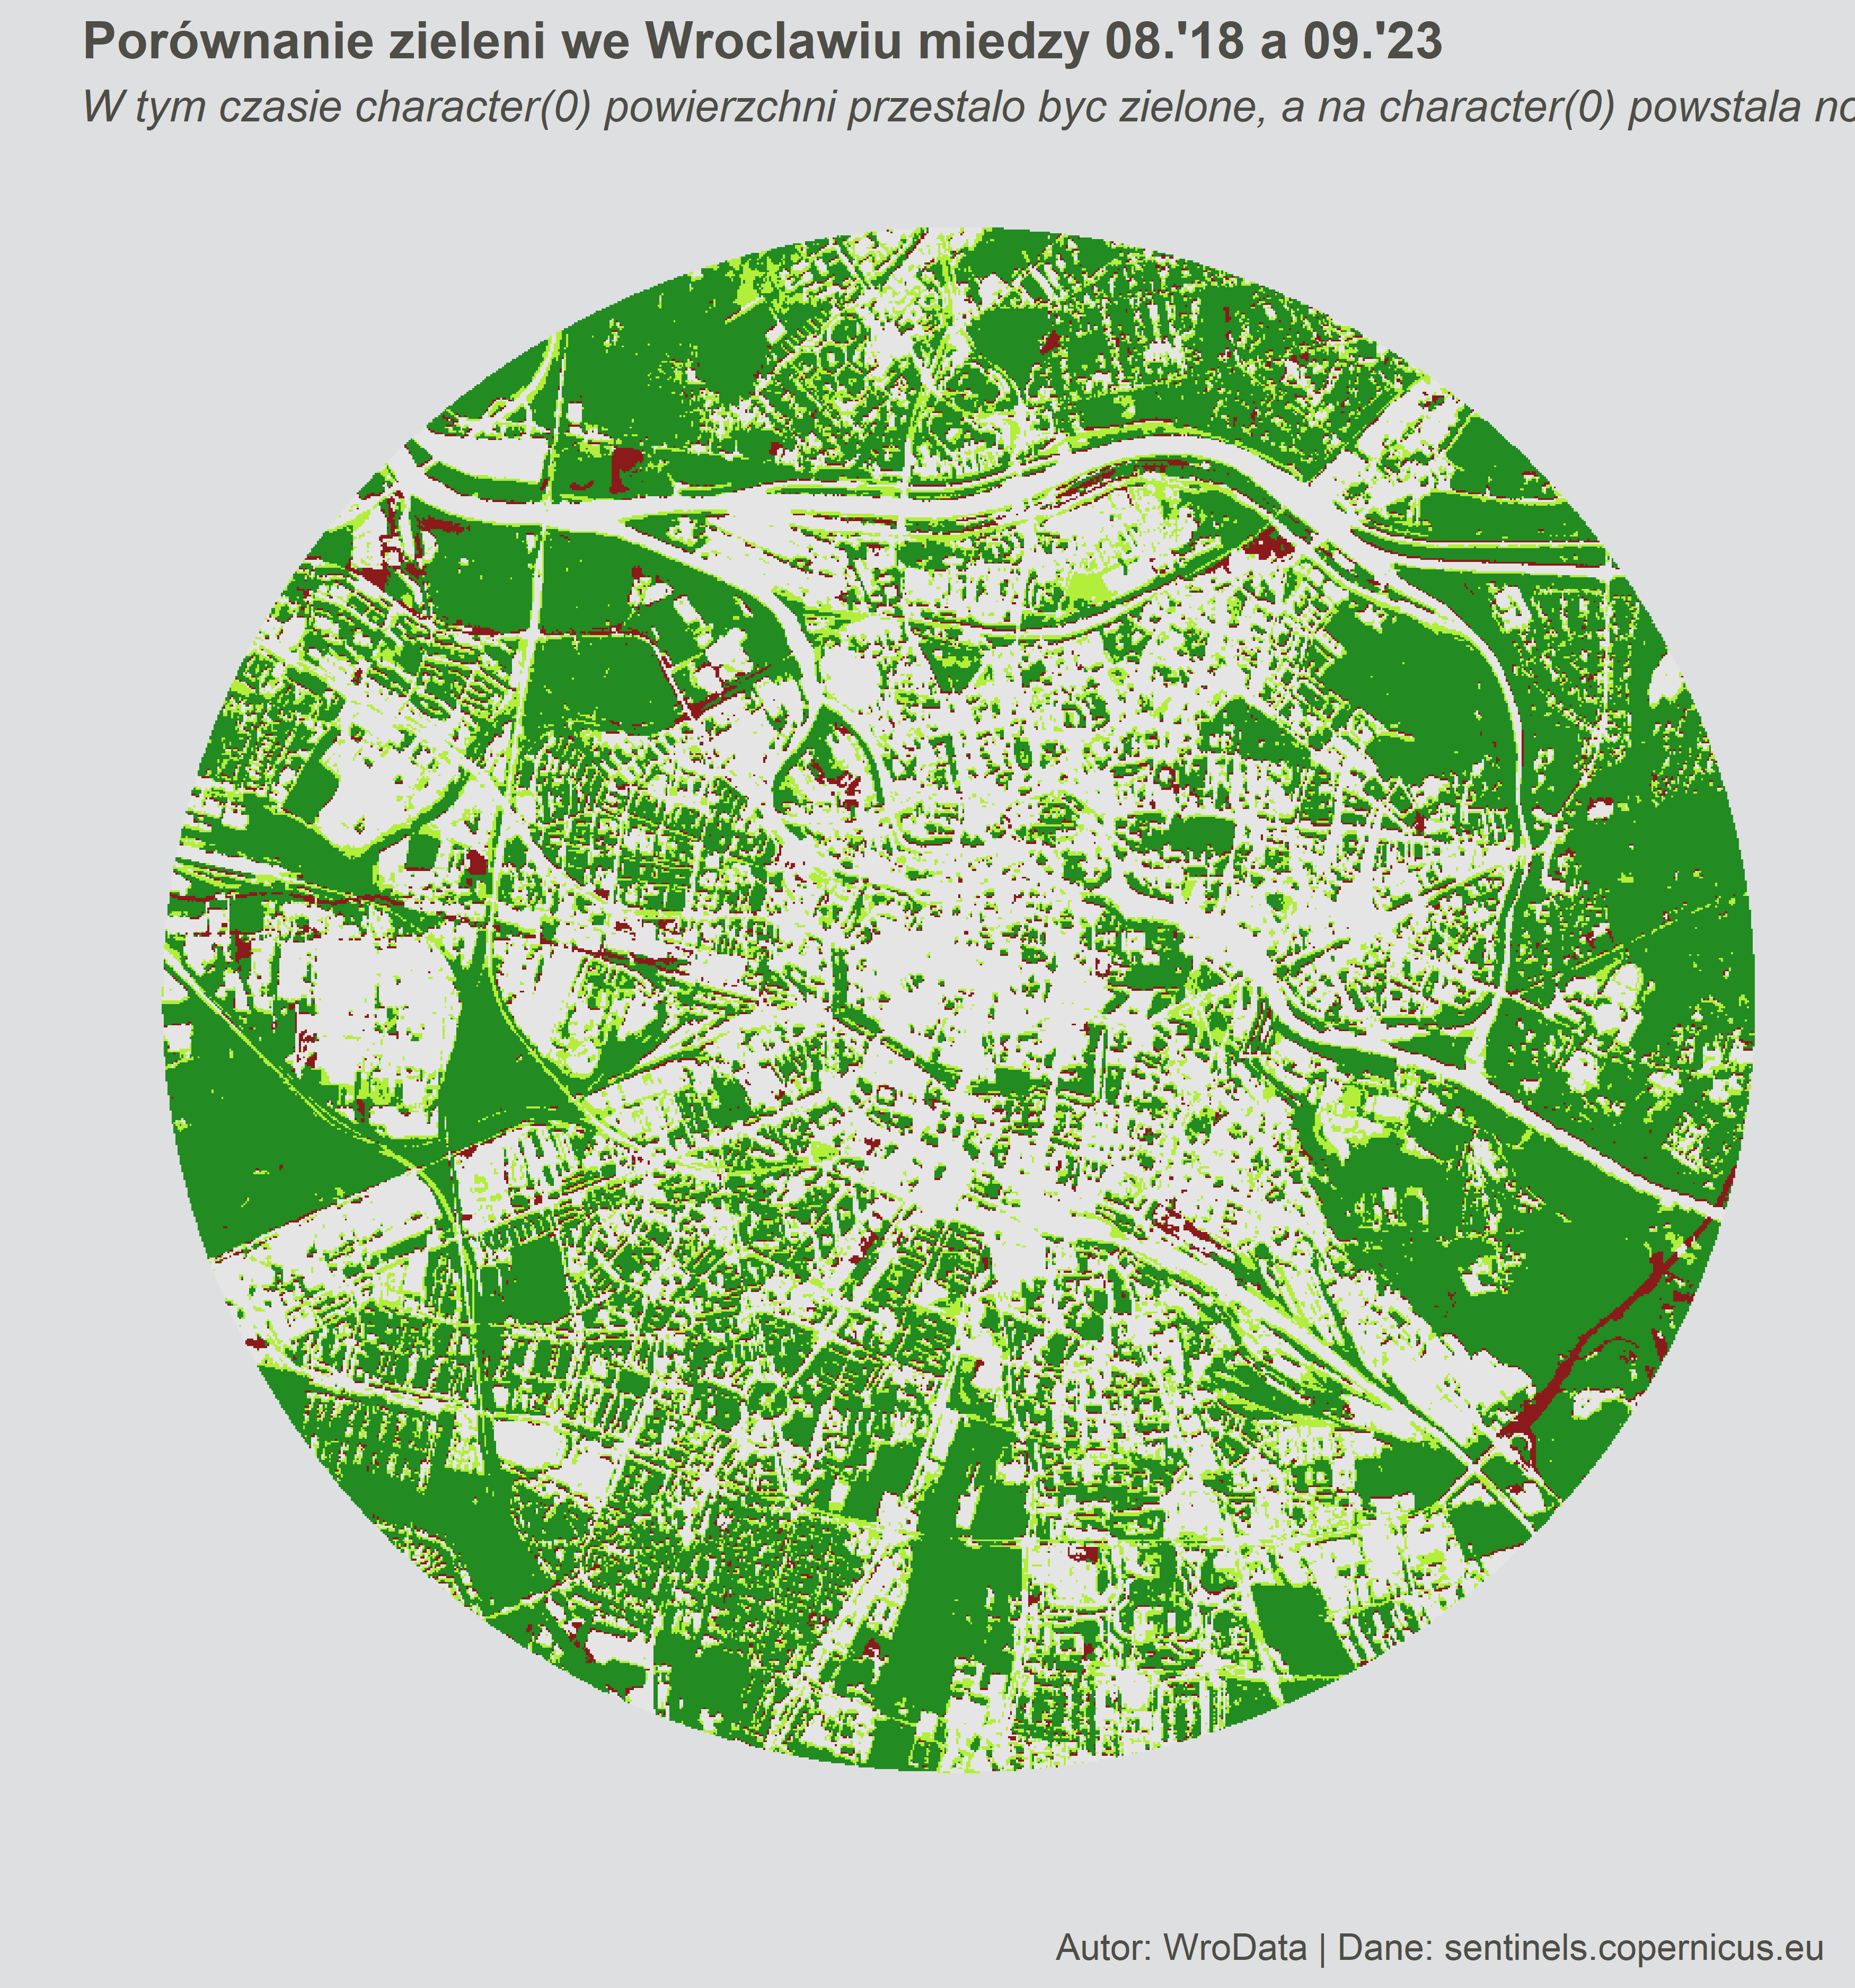 Porównanie zieleni we Wroclawiu miedzy 08.'18 a 09.'23
W tym czasie character(0) powierzchni przestalo byc zielone, a na character(0) powstala no
Autor: WroData | Dane: sentinels.copernicus.eu